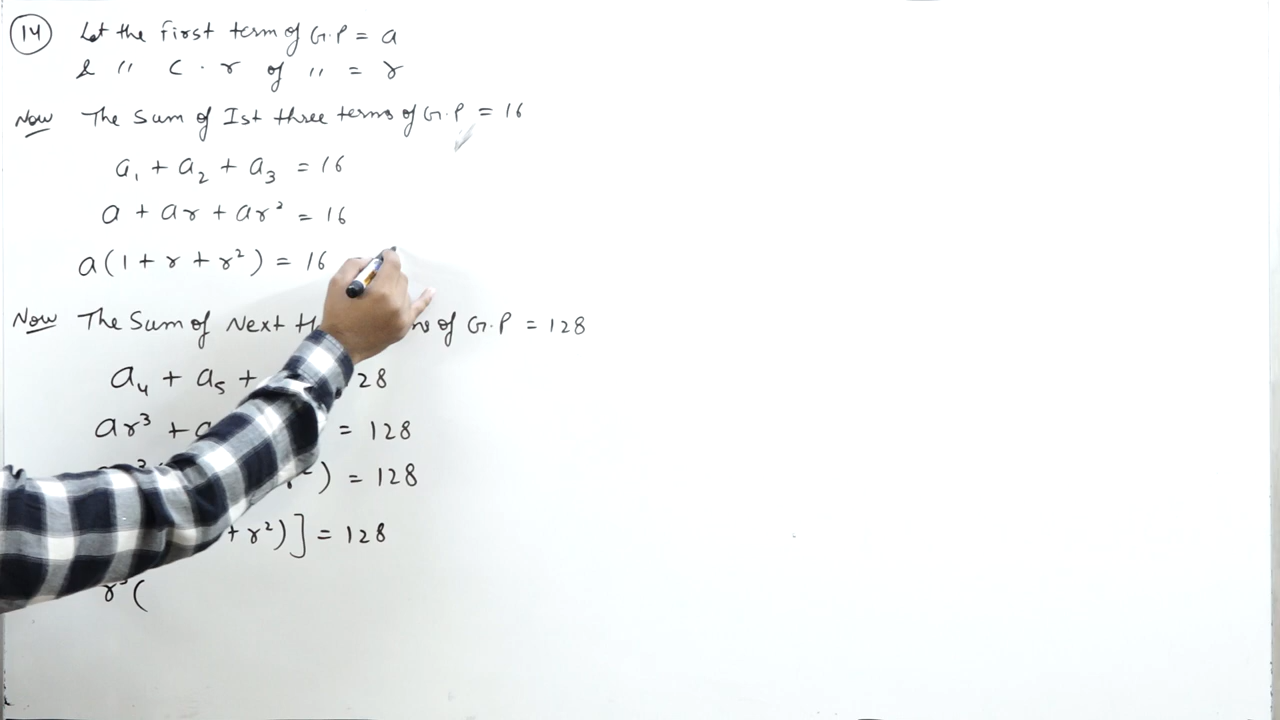 14 Let the first term of G.P = a
& " C.r of " = r
Now The Sum of Ist three terms of G.P = 16
a₁ + a₂ + a₃ = 16
a + ar + ar² = 16
a(1 + r + r²) = 16
Now The Sum of Next of G.P = 128
a₄ + a₅ + 28
ar³ + = 128
²) = 128
+ r²)] = 128
r³(